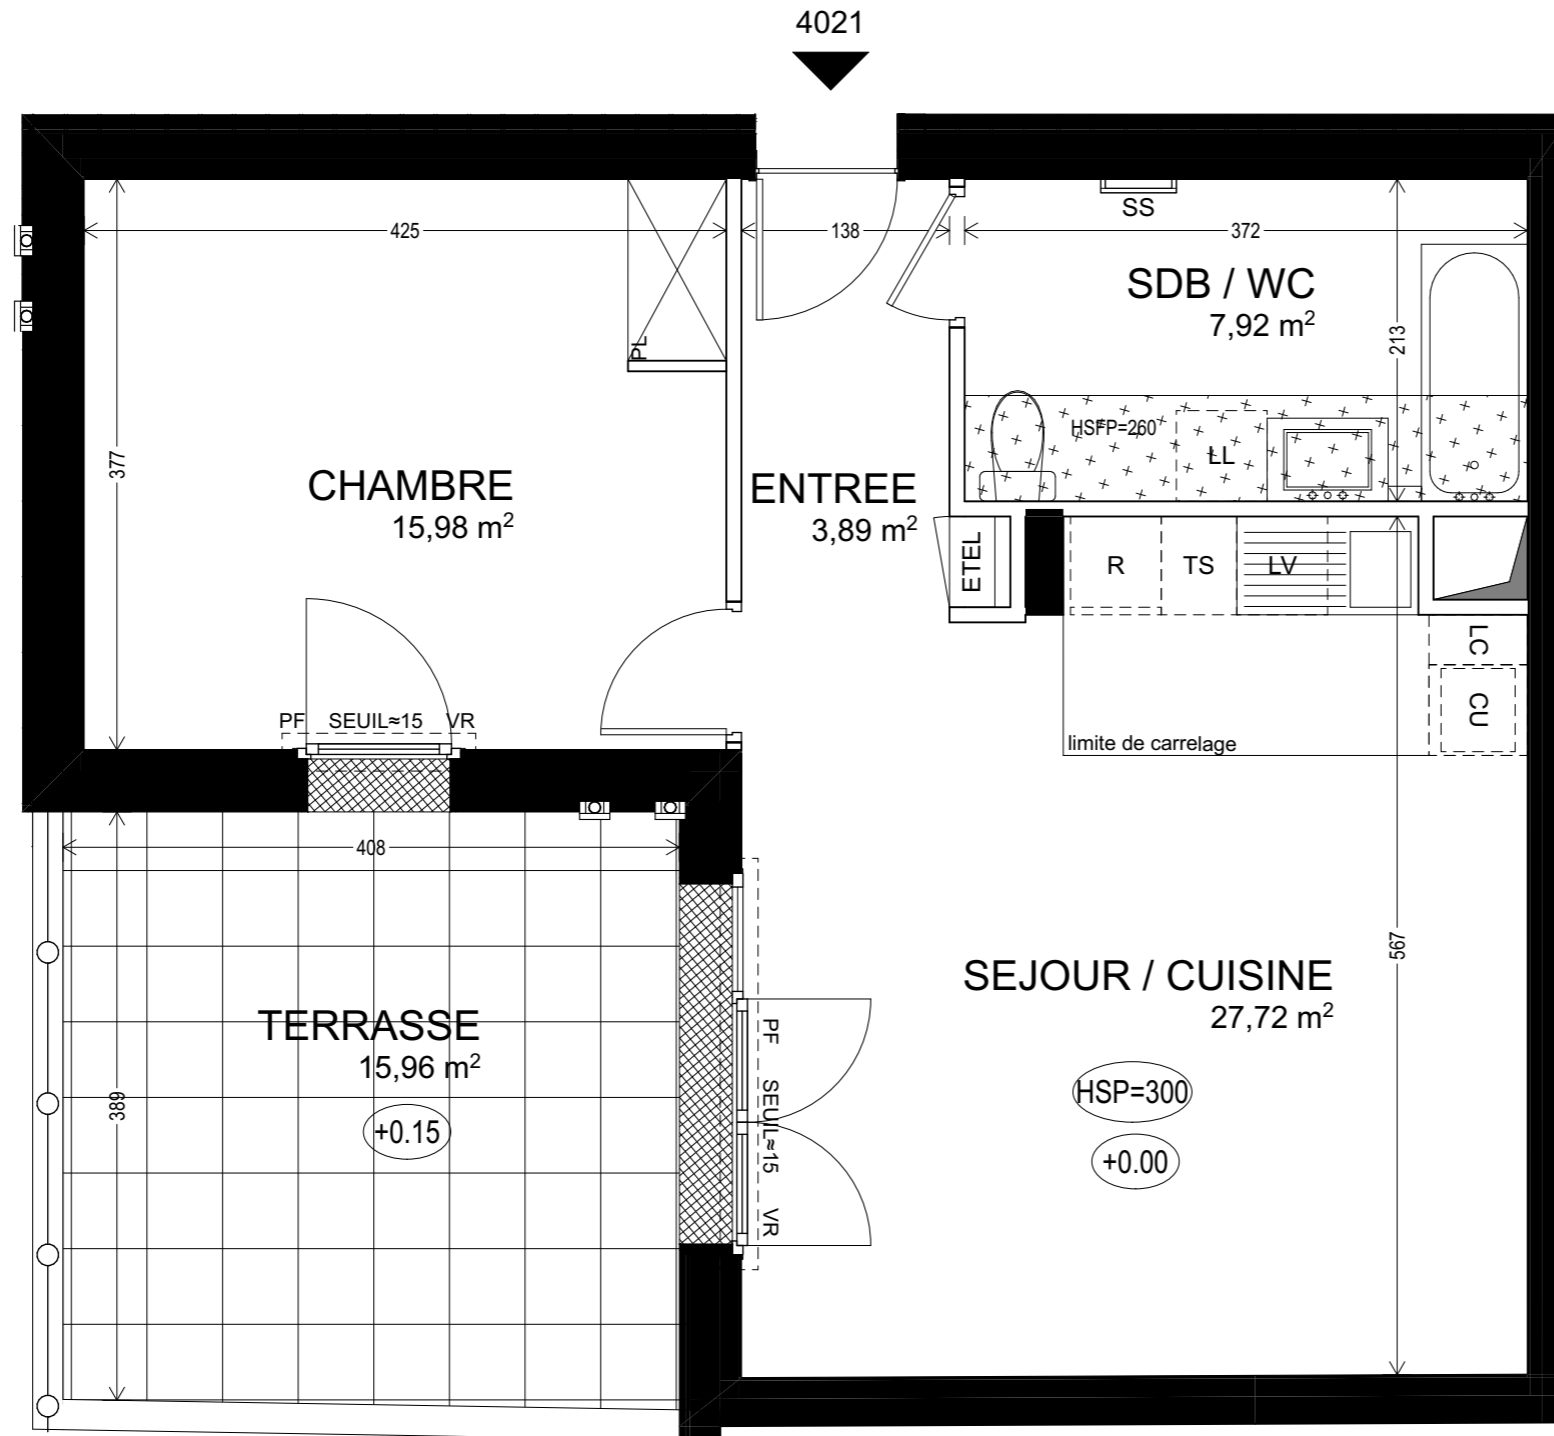 4021
425
138
372
SS
SDB / WC
7,92 m²
213
PL
377
CHAMBRE
15,98 m²
ENTREE
3,89 m²
HSFP=260
LL
ETEL
R
TS
LV
LC
CU
limite de carrelage
PF SEUIL≈15 VR
408
TERRASSE
15,96 m²
+0.15
389
PF SEUIL≈15 VR
SEJOUR / CUISINE
27,72 m²
HSP=300
+0.00
567